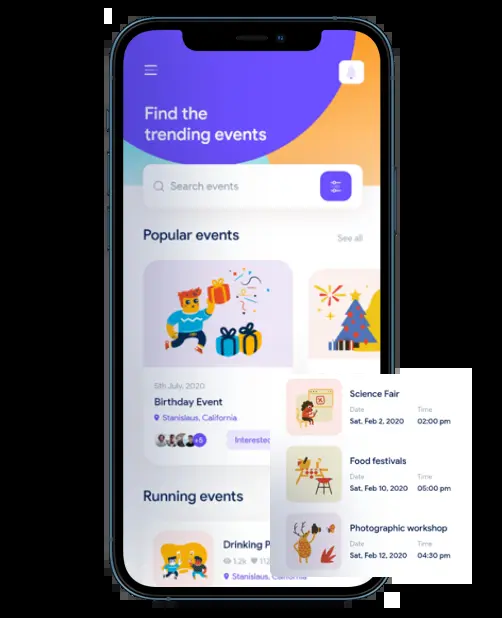 Find the
trending events
Search events
Popular events
See all
5th July, 2020
Birthday Event
Stanislaus, California
+5
Interested
Science Fair
Date Time
Sat, Feb 2, 2020 02:00 pm
Food festivals
Date Time
Sat, Feb 10, 2020 05:00 pm
Photographic workshop
Date Time
Sat, Feb 12, 2020 04:30 pm
Running events
Drinking P
1.2k
Stanislaus, California